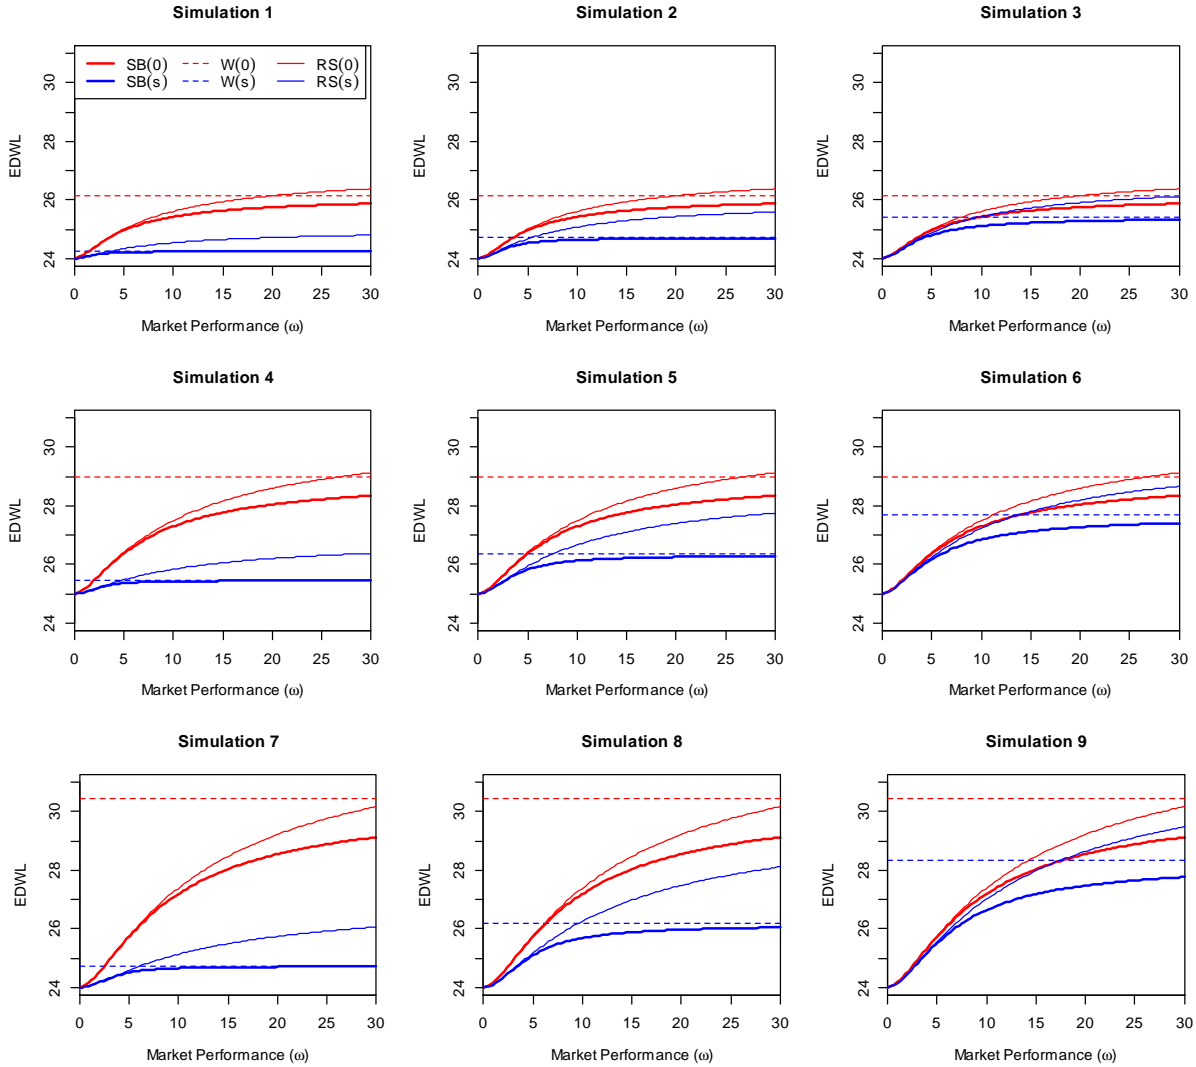 Simulation 1
Simulation 2
Simulation 3
SB(0) W(0) RS(0)
SB(s) W(s) RS(s)
EDWL
24 26 28 30
0 5 10 15 20 25 30
Market Performance (ω)
EDWL
24 26 28 30
0 5 10 15 20 25 30
Market Performance (ω)
EDWL
24 26 28 30
0 5 10 15 20 25 30
Market Performance (ω)
Simulation 4
Simulation 5
Simulation 6
EDWL
24 26 28 30
0 5 10 15 20 25 30
Market Performance (ω)
EDWL
24 26 28 30
0 5 10 15 20 25 30
Market Performance (ω)
EDWL
24 26 28 30
0 5 10 15 20 25 30
Market Performance (ω)
Simulation 7
Simulation 8
Simulation 9
EDWL
24 26 28 30
0 5 10 15 20 25 30
Market Performance (ω)
EDWL
24 26 28 30
0 5 10 15 20 25 30
Market Performance (ω)
EDWL
24 26 28 30
0 5 10 15 20 25 30
Market Performance (ω)